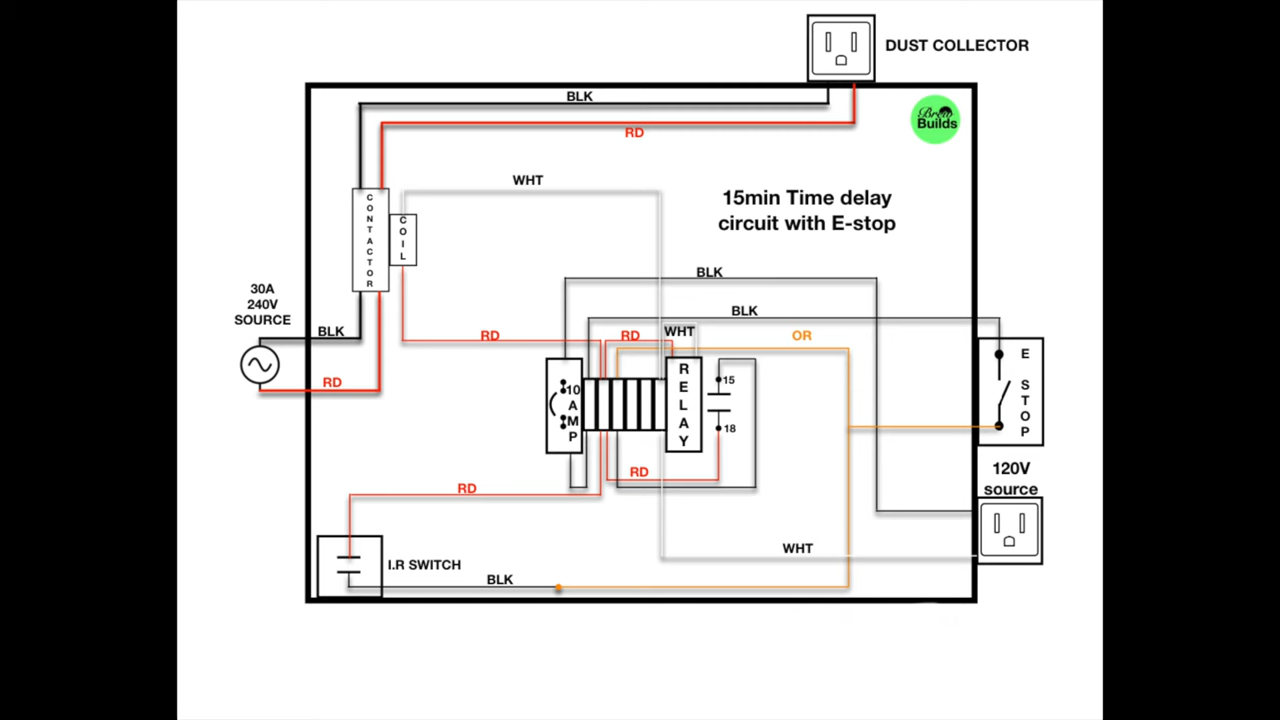 DUST COLLECTOR
BLK
RD
Brew
Builds
WHT
15min Time delay
circuit with E-stop
CONTACTOR
COIL
BLK
30A
240V
SOURCE
BLK
BLK
RD
RD
WHT
OR
RD
E STOP
10 AMP
RELAY
15
18
120V
source
RD
RD
WHT
I.R SWITCH
BLK